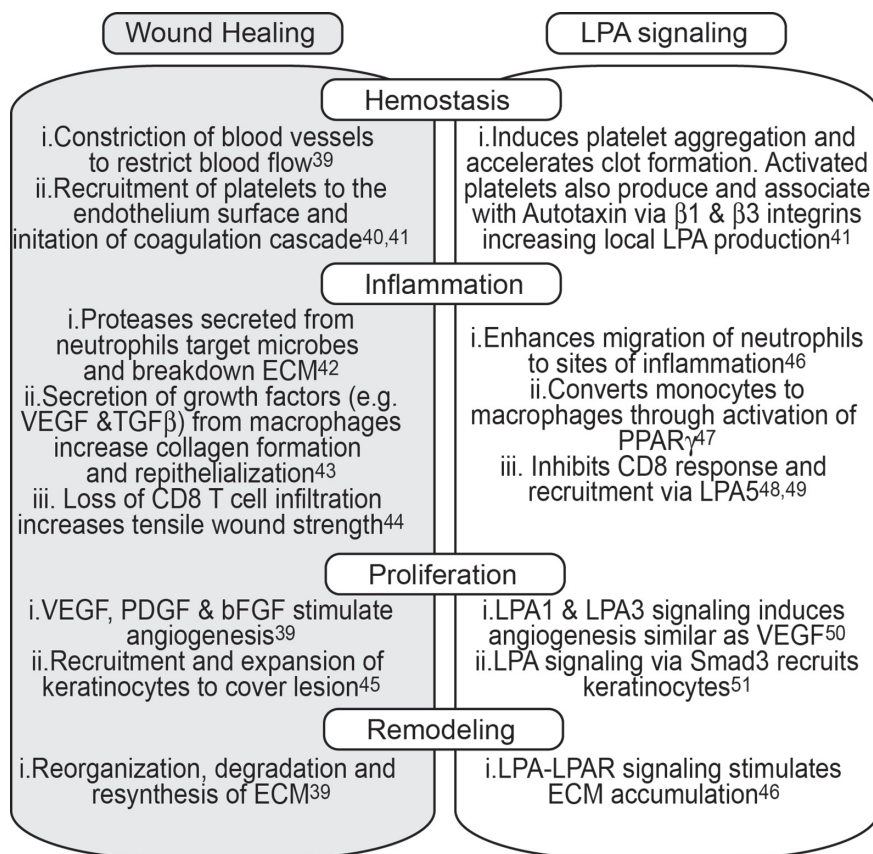 Wound Healing
LPA signaling
Hemostasis
i.Constriction of blood vessels
to restrict blood flow39
ii.Recruitment of platelets to the
endothelium surface and
initation of coagulation cascade40,41
i.Induces platelet aggregation and
accelerates clot formation. Activated
platelets also produce and associate
with Autotaxin via β1 & β3 integrins
increasing local LPA production41
Inflammation
i.Proteases secreted from
neutrophils target microbes
and breakdown ECM42
ii.Secretion of growth factors (e.g.
VEGF &TGFβ) from macrophages
increase collagen formation
and repithelialization43
iii. Loss of CD8 T cell infiltration
increases tensile wound strength44
i.Enhances migration of neutrophils
to sites of inflammation46
ii.Converts monocytes to
macrophages through activation of
PPARγ47
iii. Inhibits CD8 response and
recruitment via LPA548,49
Proliferation
i.VEGF, PDGF & bFGF stimulate
angiogenesis39
ii.Recruitment and expansion of
keratinocytes to cover lesion45
i.LPA1 & LPA3 signaling induces
angiogenesis similar as VEGF50
ii.LPA signaling via Smad3 recruits
keratinocytes51
Remodeling
i.Reorganization, degradation and
resynthesis of ECM39
i.LPA-LPAR signaling stimulates
ECM accumulation46